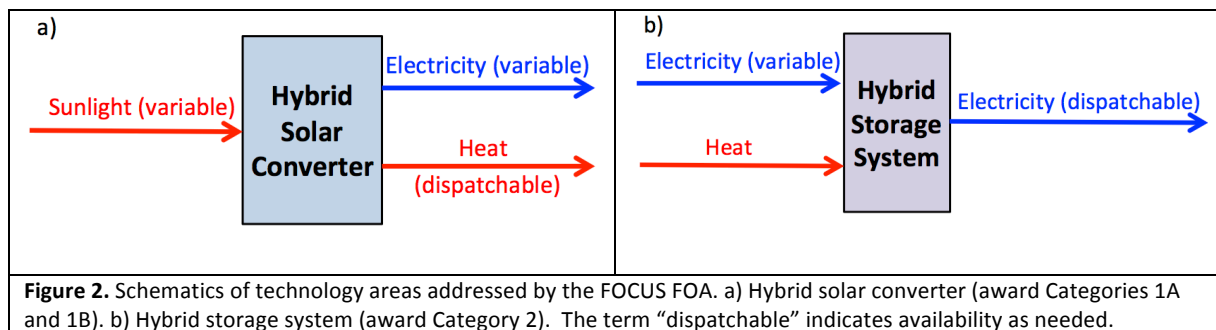 a)
Sunlight (variable)
Hybrid
Solar
Converter
Electricity (variable)
Heat
(dispatchable)
b)
Electricity (variable)
Heat
Hybrid
Storage
System
Electricity (dispatchable)
Figure 2. Schematics of technology areas addressed by the FOCUS FOA. a) Hybrid solar converter (award Categories 1A
and 1B). b) Hybrid storage system (award Category 2). The term “dispatchable” indicates availability as needed.